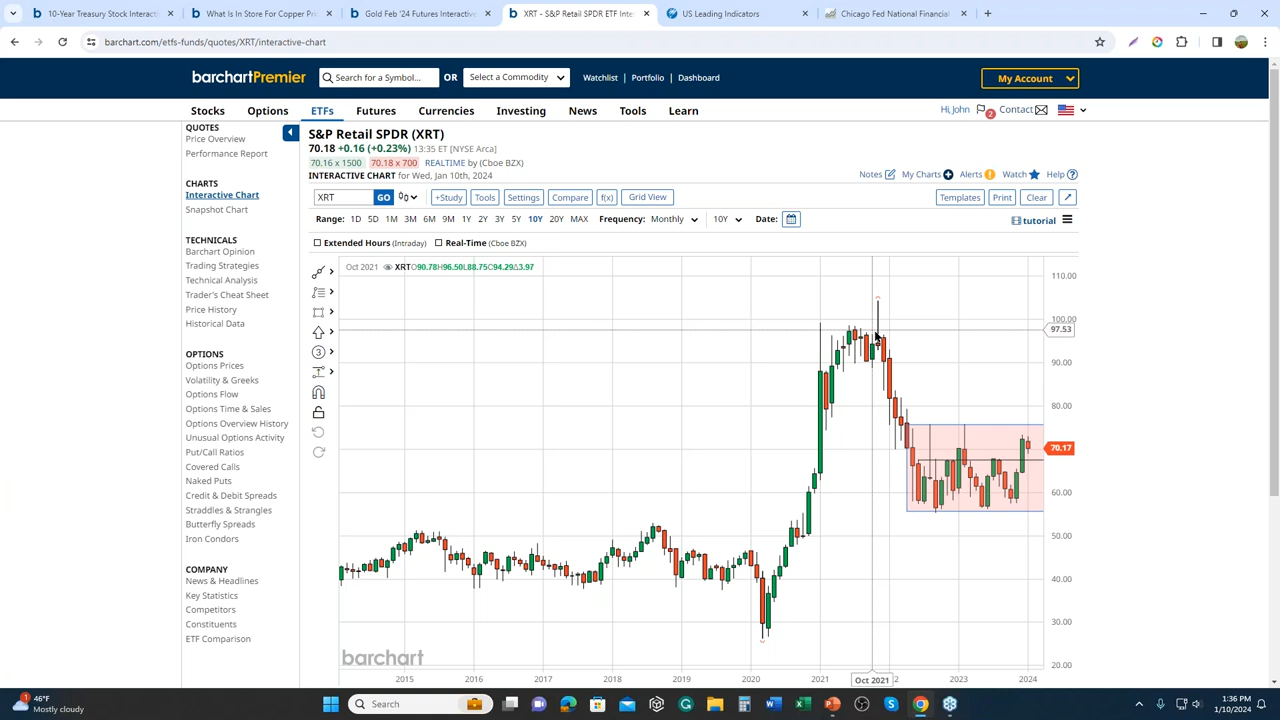 10-Year Treasury Stock Interacti
What Is In Store For Copper Pri
Gold Feb '24 Futures Interactive
XRT - S&P Retail SPDR ETF Inte
US Leading Indicators
Chicago Fed National Financial
barchart.com/etfs-funds/quotes/XRT/interactive-chart
barchartPremier
Search for a Symbol...
OR
Select a Commodity
Watchlist
Portfolio
Dashboard
My Account
Stocks
Options
ETFs
Futures
Currencies
Investing
News
Tools
Learn
Hi, John
2
Contact
QUOTES
Price Overview
Performance Report
CHARTS
Interactive Chart
Snapshot Chart
TECHNICALS
Barchart Opinion
Trading Strategies
Technical Analysis
Trader's Cheat Sheet
Price History
Historical Data
OPTIONS
Options Prices
Volatility & Greeks
Options Flow
Options Time & Sales
Options Overview History
Unusual Options Activity
Put/Call Ratios
Covered Calls
Naked Puts
Credit & Debit Spreads
Straddles & Strangles
Butterfly Spreads
Iron Condors
COMPANY
News & Headlines
Key Statistics
Competitors
Constituents
ETF Comparison
S&P Retail SPDR (XRT)
70.18 +0.16 (+0.23%) 13:35 ET [NYSE Arca]
70.16 x 1500
70.18 x 700
REALTIME by (Cboe BZX)
INTERACTIVE CHART for Wed, Jan 10th, 2024
Notes
My Charts
Alerts
Watch
Help
XRT
GO
+Study
Tools
Settings
Compare
f(x)
Grid View
Templates
Print
Clear
Range:
1D
5D
1M
3M
6M
9M
1Y
2Y
3Y
5Y
10Y
20Y
MAX
Frequency:
Monthly
10Y
Date:
tutorial
Extended Hours (Intraday)
Real-Time (Cboe BZX)
Oct 2021
XRTO90.78H96.50L88.75C94.29Δ3.97
110.00
100.00
97.53
90.00
80.00
70.17
60.00
50.00
40.00
30.00
20.00
barchart
2015
2016
2017
2018
2019
2020
2021
Oct 2021
2
2023
2024
1
46°F
Mostly cloudy
Search
1:36 PM
1/10/2024